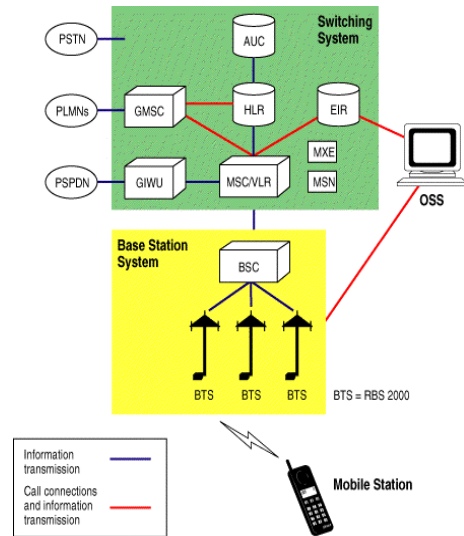 Switching
System
PSTN
AUC
PLMNs
GMSC
HLR
EIR
MXE
PSPDN
GIWU
MSC/VLR
MSN
OSS
Base Station
System
BSC
BTS
BTS
BTS
BTS = RBS 2000
Information
transmission
Call connections
and information
transmission
Mobile Station